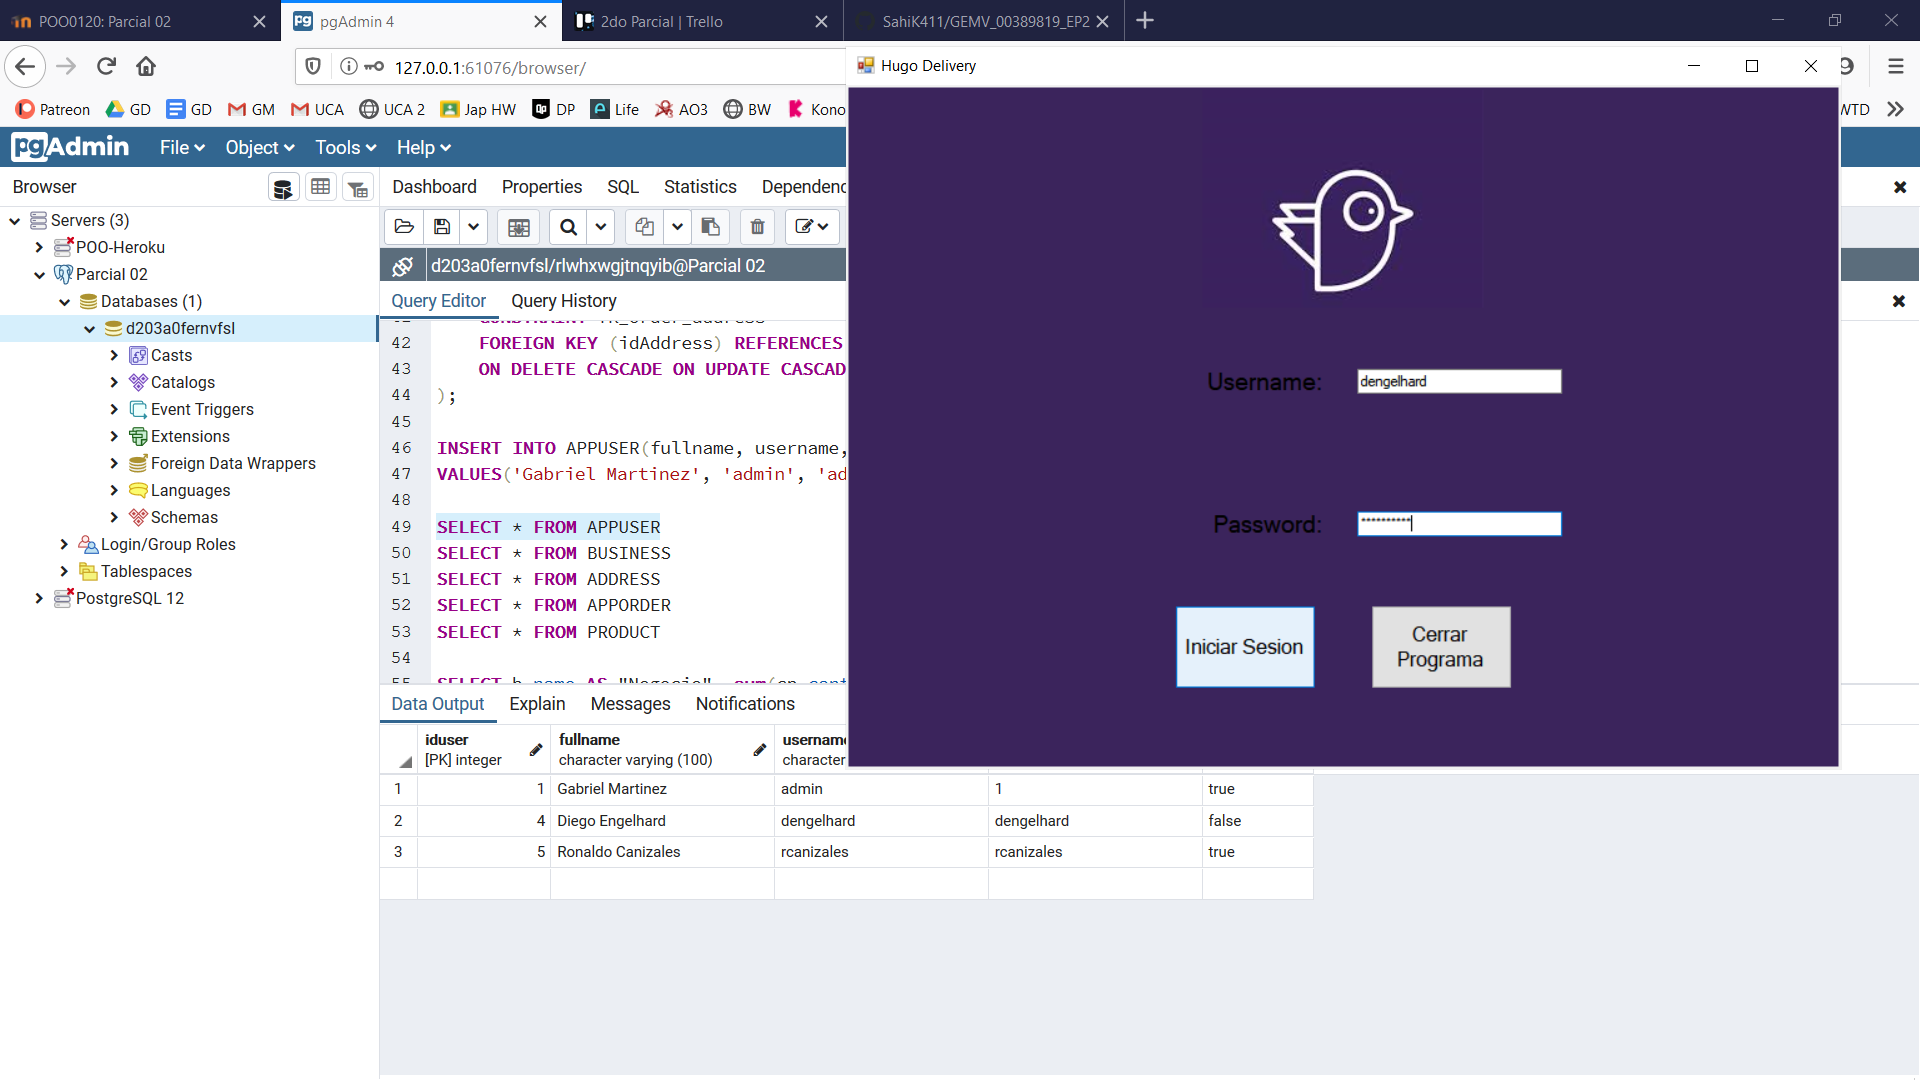 POO0120: Parcial 02
pgAdmin 4
2do Parcial | Trello
SahiK411/GEMV_00389819_EP2
127.0.0.1:61076/browser/
Hugo Delivery
Patreon
GD
GD
GM
UCA
UCA 2
Jap HW
DP
Life
AO3
BW
Kono
WTD
pgAdmin
File
Object
Tools
Help
Browser
Dashboard
Properties
SQL
Statistics
Dependenc
Servers (3)
POO-Heroku
Parcial 02
Databases (1)
d203a0fernvfsl
Casts
Catalogs
Event Triggers
Extensions
Foreign Data Wrappers
Languages
Schemas
Login/Group Roles
Tablespaces
PostgreSQL 12
d203a0fernvfsl/rlwhxwgjtnqyib@Parcial 02
Query Editor
Query History
42 FOREIGN KEY (idAddress) REFERENCES
43 ON DELETE CASCADE ON UPDATE CASCAD
44 );
45
46 INSERT INTO APPUSER(fullname, username,
47 VALUES('Gabriel Martinez', 'admin', 'ad
48
49 SELECT * FROM APPUSER
50 SELECT * FROM BUSINESS
51 SELECT * FROM ADDRESS
52 SELECT * FROM APPORDER
53 SELECT * FROM PRODUCT
54
Username:
dengelhard
Password:
**********
Iniciar Sesion
Cerrar
Programa
Data Output
Explain
Messages
Notifications
iduser
[PK] integer
fullname
character varying (100)
username
character
1 1 Gabriel Martinez admin 1 true
2 4 Diego Engelhard dengelhard dengelhard false
3 5 Ronaldo Canizales rcanizales rcanizales true